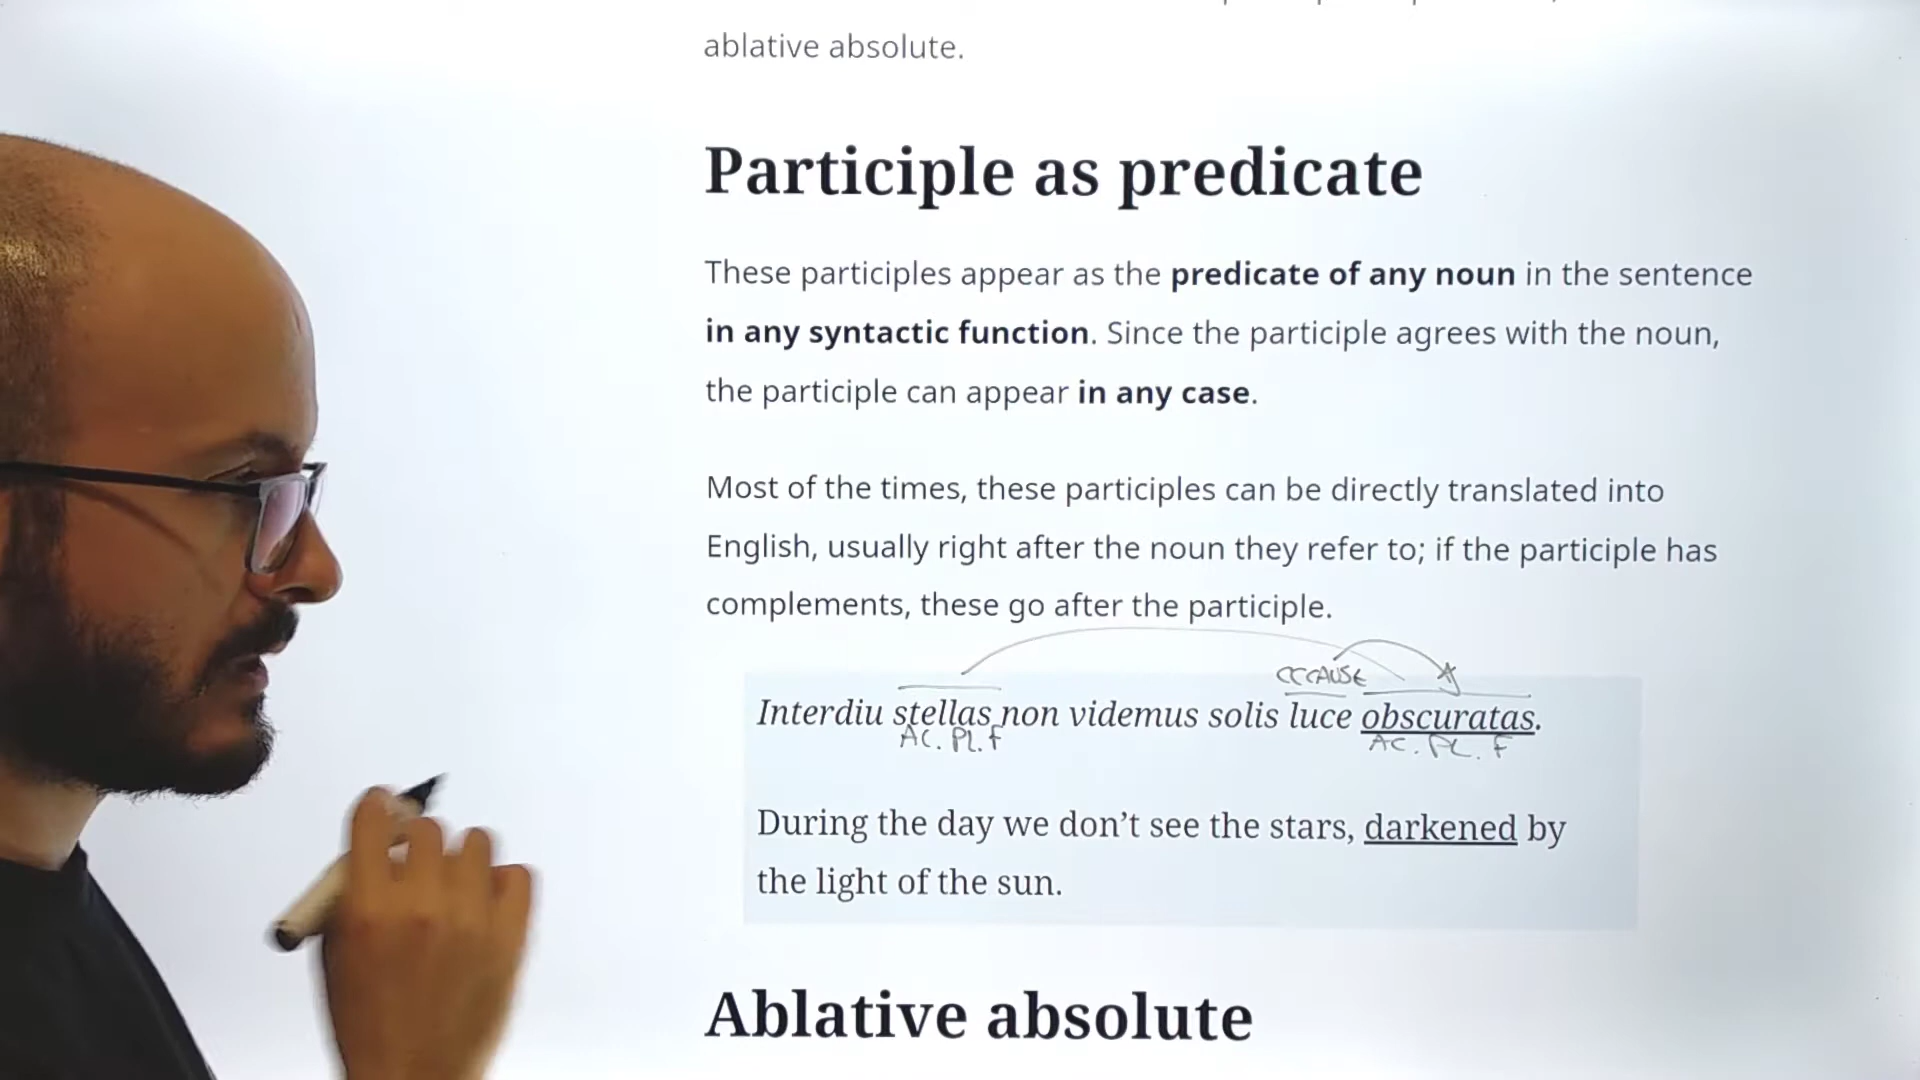 ablative absolute.
Participle as predicate
These participles appear as the predicate of any noun in the sentence
in any syntactic function. Since the participle agrees with the noun,
the participle can appear in any case.
Most of the times, these participles can be directly translated into
English, usually right after the noun they refer to; if the participle has
complements, these go after the participle.
CCCAUSE
Interdiu stellas non videmus solis luce obscuratas.
AC. PL. F AC. PL. F
During the day we don’t see the stars, darkened by
the light of the sun.
Ablative absolute